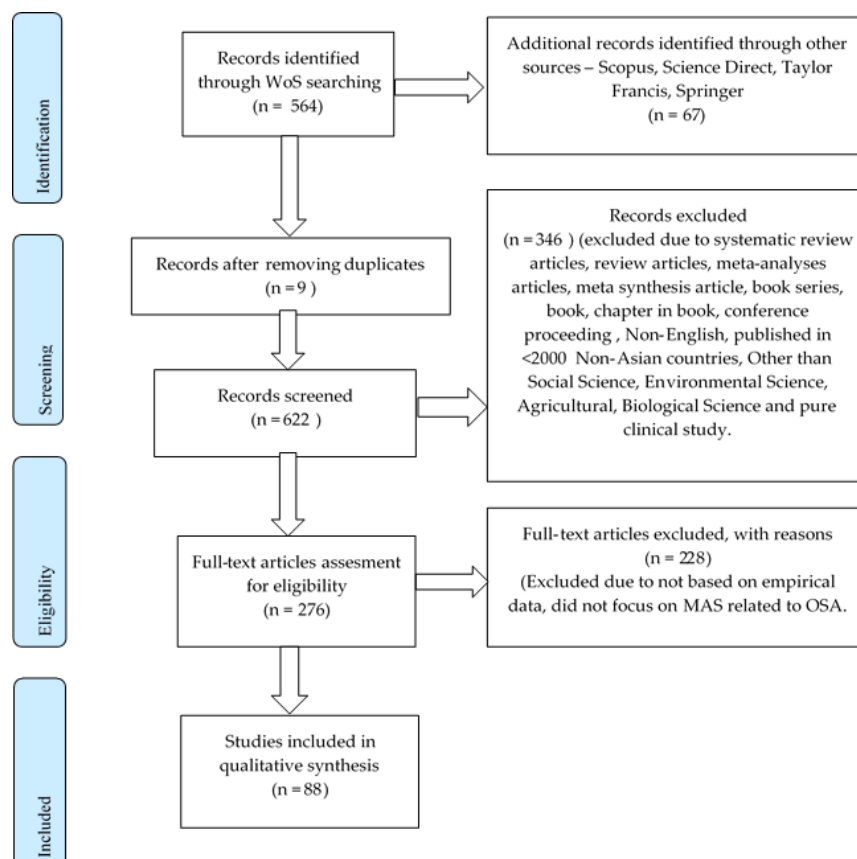 Identification
Records identified
through WoS searching
(n = 564)
Additional records identified through other
sources – Scopus, Science Direct, Taylor
Francis, Springer
(n = 67)
Screening
Records after removing duplicates
(n = 9 )
Records screened
(n = 622 )
Records excluded
(n = 346 ) (excluded due to systematic review
articles, review articles, meta-analyses
articles, meta synthesis article, book series,
book, chapter in book, conference
proceeding , Non-English, published in
<2000 Non-Asian countries, Other than
Social Science, Environmental Science,
Agricultural, Biological Science and pure
clinical study.
Eligibility
Full-text articles assesment
for eligibility
(n = 276)
Full-text articles excluded, with reasons
(n = 228)
(Excluded due to not based on empirical
data, did not focus on MAS related to OSA.
Included
Studies included in
qualitative synthesis
(n = 88)